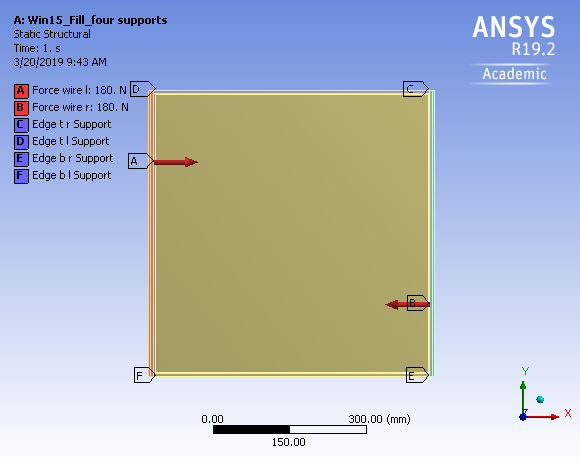 A: Win15_Fill_four supports
Static Structural
Time: 1. s
3/20/2019 9:43 AM
A Force wire l: 180. N
B Force wire r: 180. N
C Edge t r Support
D Edge t l Support
E Edge b r Support
F Edge b l Support
ANSYS
R19.2
Academic
D
C
A
B
F
E
0.00
300.00 (mm)
150.00
Y
Z
X